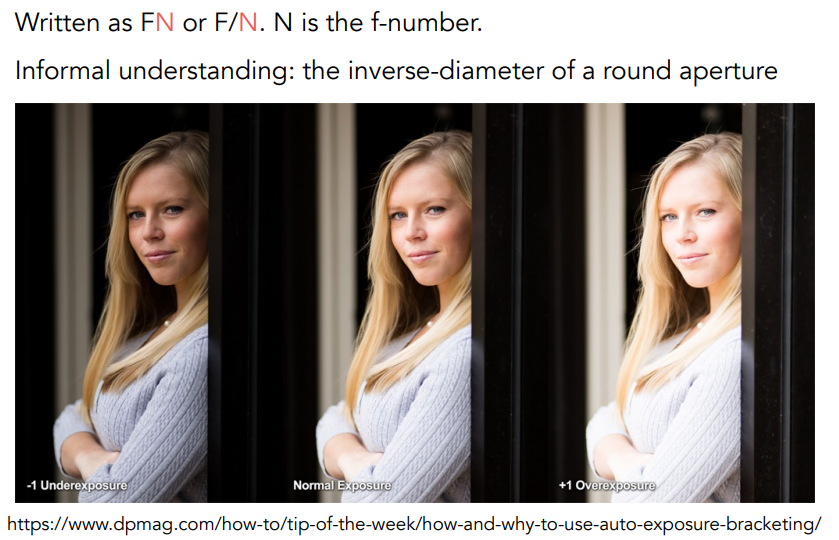 Written as FN or F/N. N is the f-number.
Informal understanding: the inverse-diameter of a round aperture
-1 Underexposure
Normal Exposure
+1 Overexposure
https://www.dpmag.com/how-to/tip-of-the-week/how-and-why-to-use-auto-exposure-bracketing/